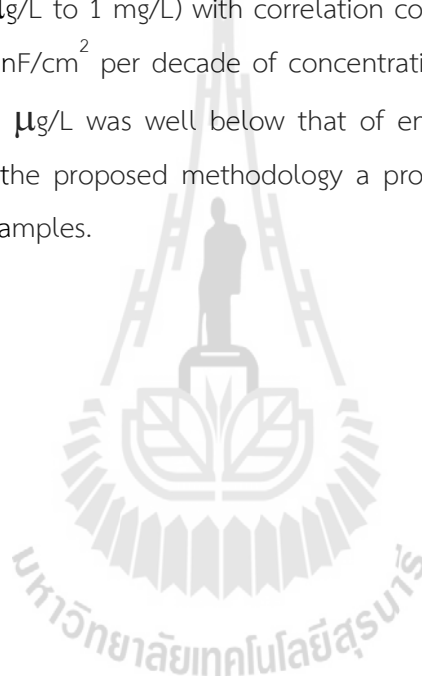 µg/L to 1 mg/L) with correlation co
nF/cm² per decade of concentrati
µg/L was well below that of en
the proposed methodology a pro
amples.
มหาวิทยาลัยเทคโนโลยีสุรนารี